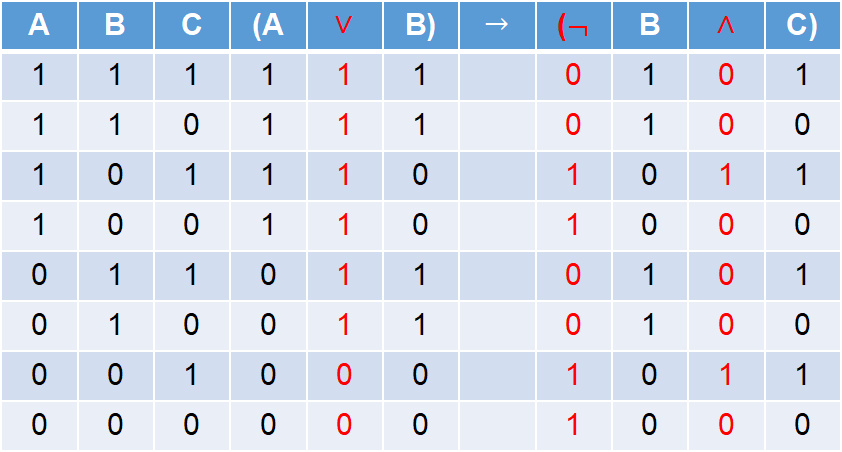 A B C (A ∨ B) → (¬ B ∧ C)
1 1 1 1 1 1 0 1 0 1
1 1 0 1 1 1 0 1 0 0
1 0 1 1 1 0 1 0 1 1
1 0 0 1 1 0 1 0 0 0
0 1 1 0 1 1 0 1 0 1
0 1 0 0 1 1 0 1 0 0
0 0 1 0 0 0 1 0 1 1
0 0 0 0 0 0 1 0 0 0